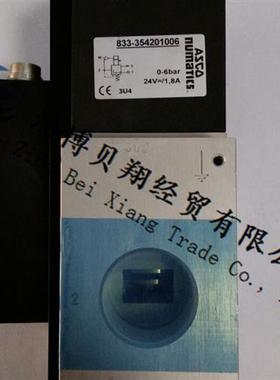 833-354201006
ASCO
NUMATICS
0-6bar
24V=/1,8A
3U4
博贝翔经贸有限公
Bei Xiang Trade Co.,
2